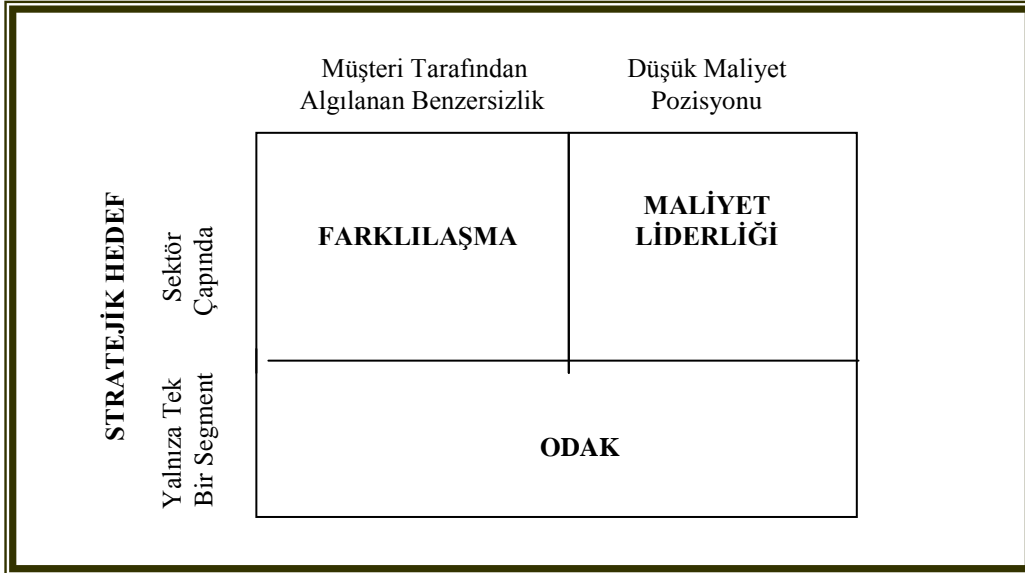 Müşteri Tarafından
Algılanan Benzersizlik
Düşük Maliyet
Pozisyonu
STRATEJİK HEDEF
Sektör
Çapında
FARKLILAŞMA
MALİYET
LİDERLİĞİ
Yalnıza Tek
Bir Segment
ODAK